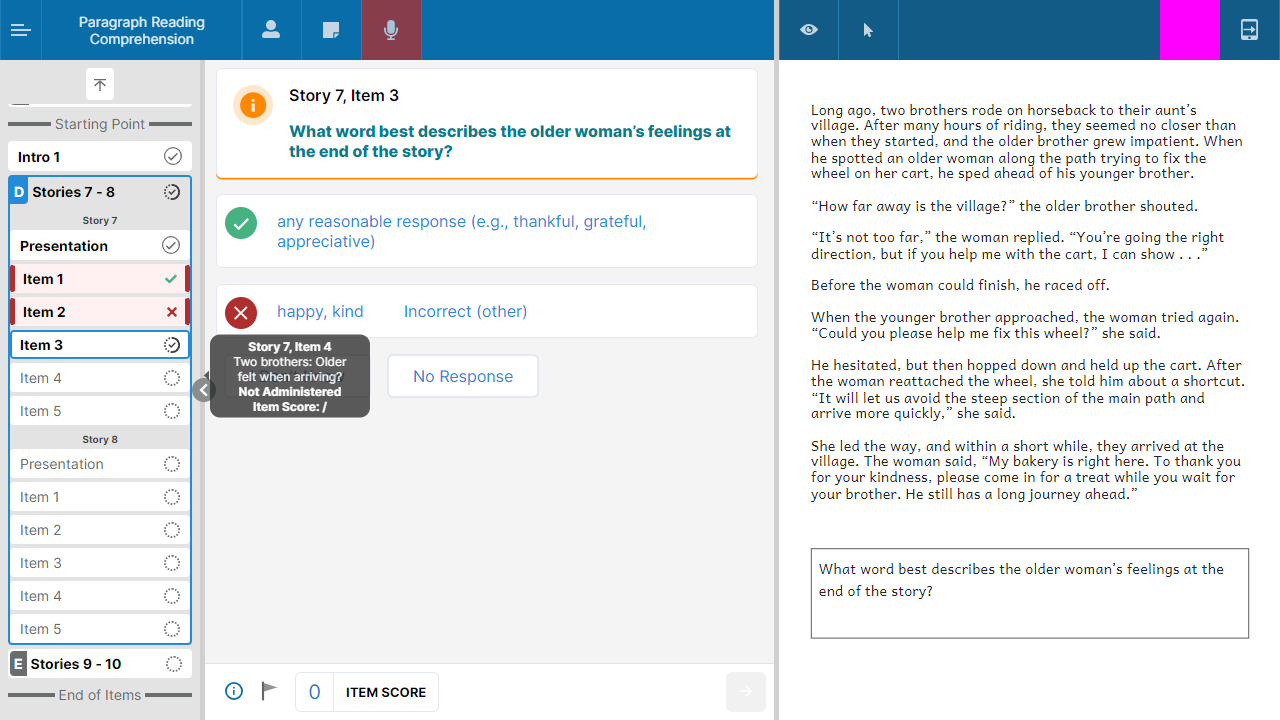 Paragraph Reading
Comprehension
Starting Point
Intro 1
D Stories 7 - 8
Story 7
Presentation
Item 1
Item 2
Item 3
Item 4
Item 5
Story 8
Presentation
Item 1
Item 2
Item 3
Item 4
Item 5
E Stories 9 - 10
End of Items
Story 7, Item 3
What word best describes the older woman’s feelings at
the end of the story?
any reasonable response (e.g., thankful, grateful,
appreciative)
happy, kind Incorrect (other)
Story 7, Item 4
Two brothers: Older
felt when arriving?
Not Administered
Item Score: /
No Response
0 ITEM SCORE
Long ago, two brothers rode on horseback to their aunt’s
village. After many hours of riding, they seemed no closer than
when they started, and the older brother grew impatient. When
he spotted an older woman along the path trying to fix the
wheel on her cart, he sped ahead of his younger brother.
“How far away is the village?” the older brother shouted.
“It’s not too far,” the woman replied. “You’re going the right
direction, but if you help me with the cart, I can show . . .”
Before the woman could finish, he raced off.
When the younger brother approached, the woman tried again.
“Could you please help me fix this wheel?” she said.
He hesitated, but then hopped down and held up the cart. After
the woman reattached the wheel, she told him about a shortcut.
“It will let us avoid the steep section of the main path and
arrive more quickly,” she said.
She led the way, and within a short while, they arrived at the
village. The woman said, “My bakery is right here. To thank you
for your kindness, please come in for a treat while you wait for
your brother. He still has a long journey ahead.”
What word best describes the older woman’s feelings at the
end of the story?